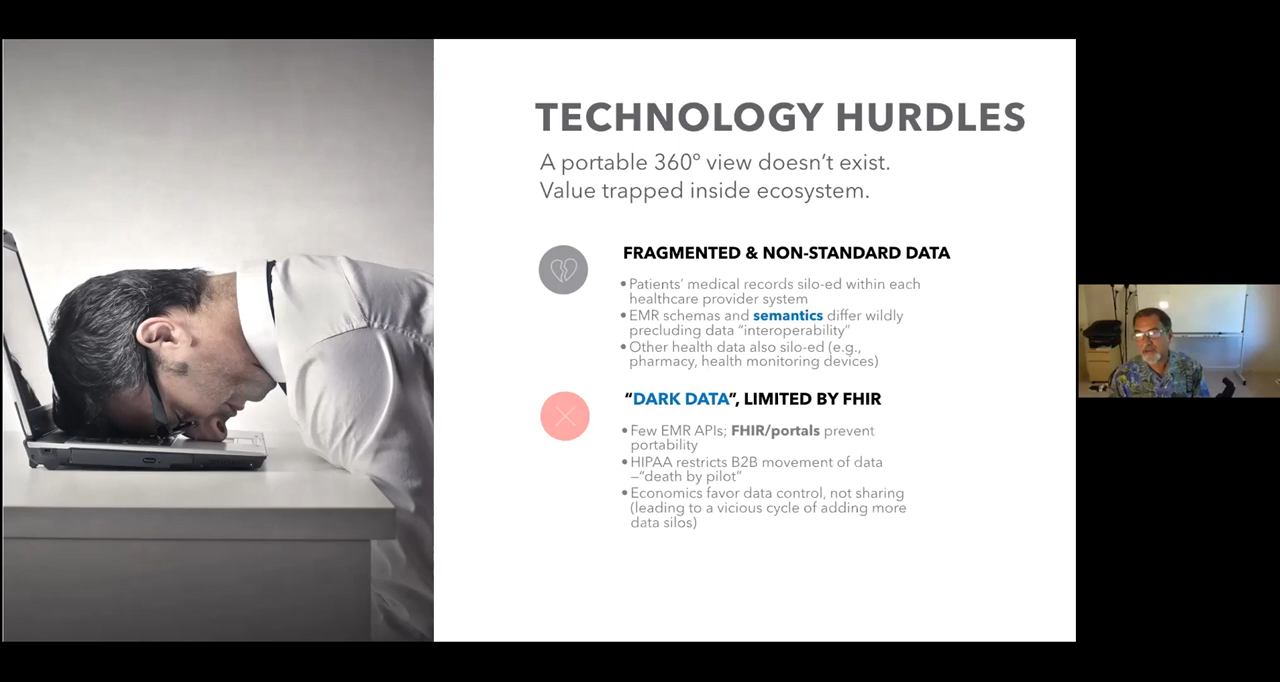 TECHNOLOGY HURDLES
A portable 360º view doesn’t exist.
Value trapped inside ecosystem.
FRAGMENTED & NON-STANDARD DATA
•Patients’ medical records silo-ed within each
healthcare provider system
•EMR schemas and semantics differ wildly
precluding data “interoperability”
•Other health data also silo-ed (e.g.,
pharmacy, health monitoring devices)
“DARK DATA”, LIMITED BY FHIR
•Few EMR APIs; FHIR/portals prevent
portability
•HIPAA restricts B2B movement of data
—“death by pilot”
•Economics favor data control, not sharing
(leading to a vicious cycle of adding more
data silos)